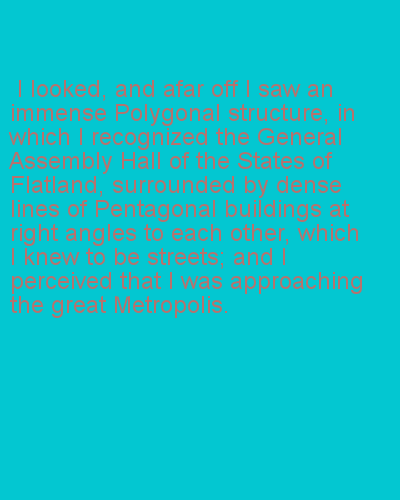 I looked, and afar off I saw an
immense Polygonal structure, in
which I recognized the General
Assembly Hall of the States of
Flatland, surrounded by dense
lines of Pentagonal buildings at
right angles to each other, which
I knew to be streets; and I
perceived that I was approaching
the great Metropolis.